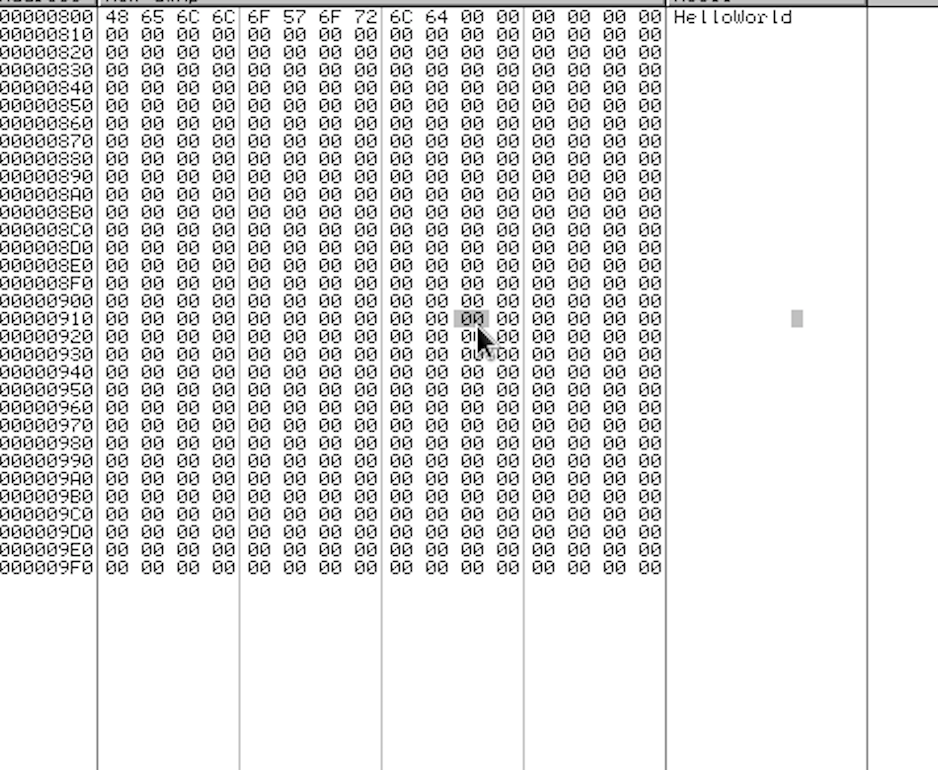 00000800 48 65 6C 6C 6F 57 6F 72 6C 64 00 00 00 00 00 00 HelloWorld
00000810 00 00 00 00 00 00 00 00 00 00 00 00 00 00 00 00
00000820 00 00 00 00 00 00 00 00 00 00 00 00 00 00 00 00
00000830 00 00 00 00 00 00 00 00 00 00 00 00 00 00 00 00
00000840 00 00 00 00 00 00 00 00 00 00 00 00 00 00 00 00
00000850 00 00 00 00 00 00 00 00 00 00 00 00 00 00 00 00
00000860 00 00 00 00 00 00 00 00 00 00 00 00 00 00 00 00
00000870 00 00 00 00 00 00 00 00 00 00 00 00 00 00 00 00
00000880 00 00 00 00 00 00 00 00 00 00 00 00 00 00 00 00
00000890 00 00 00 00 00 00 00 00 00 00 00 00 00 00 00 00
000008A0 00 00 00 00 00 00 00 00 00 00 00 00 00 00 00 00
000008B0 00 00 00 00 00 00 00 00 00 00 00 00 00 00 00 00
000008C0 00 00 00 00 00 00 00 00 00 00 00 00 00 00 00 00
000008D0 00 00 00 00 00 00 00 00 00 00 00 00 00 00 00 00
000008E0 00 00 00 00 00 00 00 00 00 00 00 00 00 00 00 00
000008F0 00 00 00 00 00 00 00 00 00 00 00 00 00 00 00 00
00000900 00 00 00 00 00 00 00 00 00 00 00 00 00 00 00 00
00000910 00 00 00 00 00 00 00 00 00 00 00 00 00 00 00 00
00000920 00 00 00 00 00 00 00 00 00 00 00 00 00 00 00 00
00000930 00 00 00 00 00 00 00 00 00 00 00 00 00 00 00 00
00000940 00 00 00 00 00 00 00 00 00 00 00 00 00 00 00 00
00000950 00 00 00 00 00 00 00 00 00 00 00 00 00 00 00 00
00000960 00 00 00 00 00 00 00 00 00 00 00 00 00 00 00 00
00000970 00 00 00 00 00 00 00 00 00 00 00 00 00 00 00 00
00000980 00 00 00 00 00 00 00 00 00 00 00 00 00 00 00 00
00000990 00 00 00 00 00 00 00 00 00 00 00 00 00 00 00 00
000009A0 00 00 00 00 00 00 00 00 00 00 00 00 00 00 00 00
000009B0 00 00 00 00 00 00 00 00 00 00 00 00 00 00 00 00
000009C0 00 00 00 00 00 00 00 00 00 00 00 00 00 00 00 00
000009D0 00 00 00 00 00 00 00 00 00 00 00 00 00 00 00 00
000009E0 00 00 00 00 00 00 00 00 00 00 00 00 00 00 00 00
000009F0 00 00 00 00 00 00 00 00 00 00 00 00 00 00 00 00